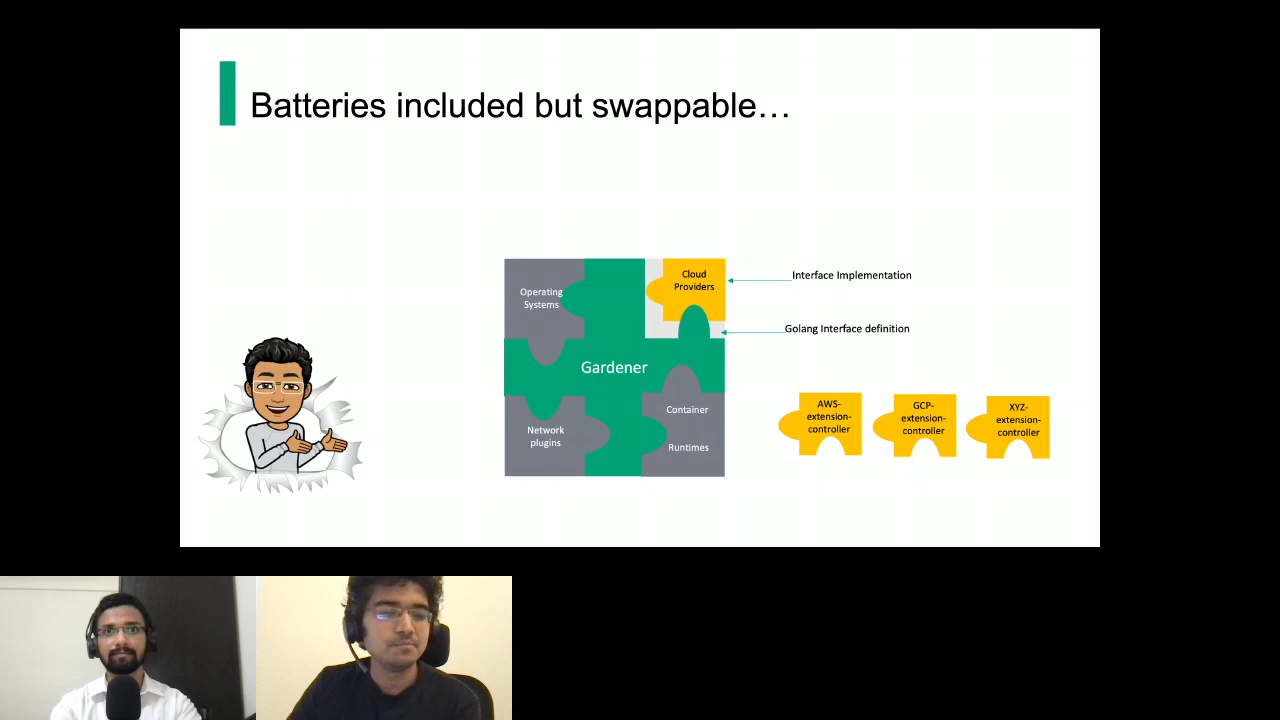 Batteries included but swappable…
Operating
Systems
Cloud
Providers
Interface Implementation
Golang Interface definition
Gardener
Network
plugins
Container
Runtimes
AWS-
extension-
controller
GCP-
extension-
controller
XYZ-
extension-
controller